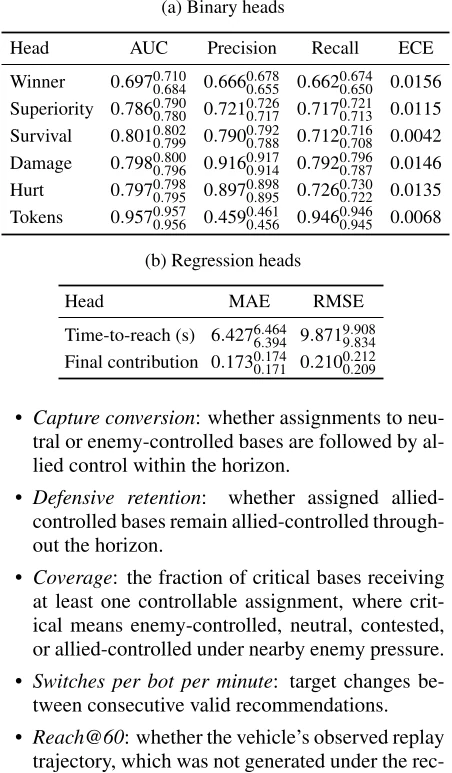 (a) Binary heads
Head AUC Precision Recall ECE
Winner 0.697 0.710 0.684 0.666 0.678 0.655 0.662 0.674 0.650 0.0156
Superiority 0.786 0.790 0.780 0.721 0.726 0.717 0.717 0.721 0.713 0.0115
Survival 0.801 0.802 0.799 0.790 0.792 0.788 0.712 0.716 0.708 0.0042
Damage 0.798 0.800 0.796 0.916 0.917 0.914 0.792 0.796 0.787 0.0146
Hurt 0.797 0.798 0.795 0.897 0.898 0.895 0.726 0.730 0.722 0.0135
Tokens 0.957 0.957 0.956 0.459 0.461 0.456 0.946 0.946 0.945 0.0068
(b) Regression heads
Head MAE RMSE
Time-to-reach (s) 6.427 6.464 6.394 9.871 9.908 9.834
Final contribution 0.173 0.174 0.171 0.210 0.212 0.209
• Capture conversion: whether assignments to neu-
tral or enemy-controlled bases are followed by al-
lied control within the horizon.
• Defensive retention: whether assigned allied-
controlled bases remain allied-controlled through-
out the horizon.
• Coverage: the fraction of critical bases receiving
at least one controllable assignment, where crit-
ical means enemy-controlled, neutral, contested,
or allied-controlled under nearby enemy pressure.
• Switches per bot per minute: target changes be-
tween consecutive valid recommendations.
• Reach@60: whether the vehicle's observed replay
trajectory, which was not generated under the rec-